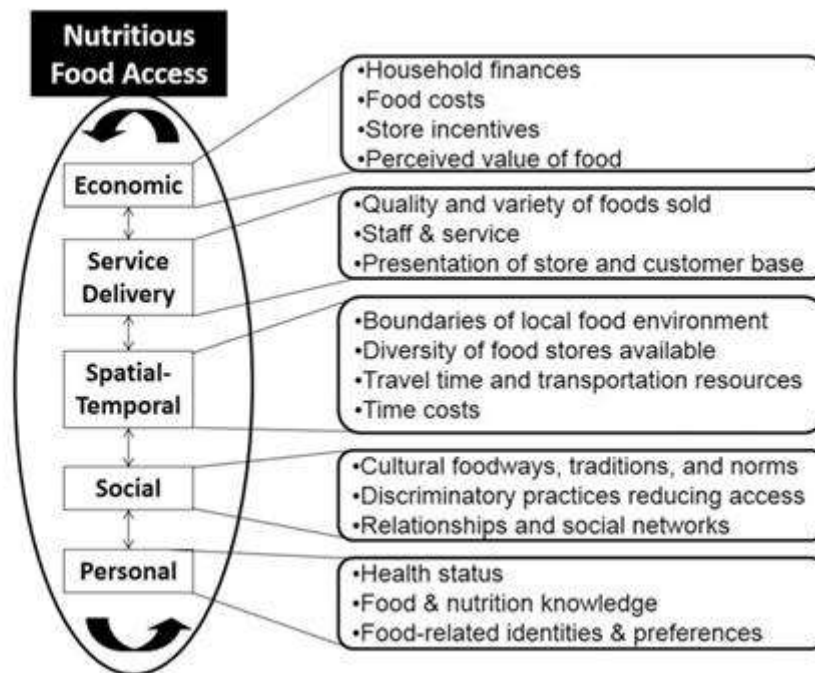 Nutritious
Food Access
•Household finances
•Food costs
•Store incentives
•Perceived value of food
Economic
•Quality and variety of foods sold
•Staff & service
•Presentation of store and customer base
Service
Delivery
•Boundaries of local food environment
•Diversity of food stores available
•Travel time and transportation resources
•Time costs
Spatial-
Temporal
•Cultural foodways, traditions, and norms
•Discriminatory practices reducing access
•Relationships and social networks
Social
•Health status
•Food & nutrition knowledge
•Food-related identities & preferences
Personal